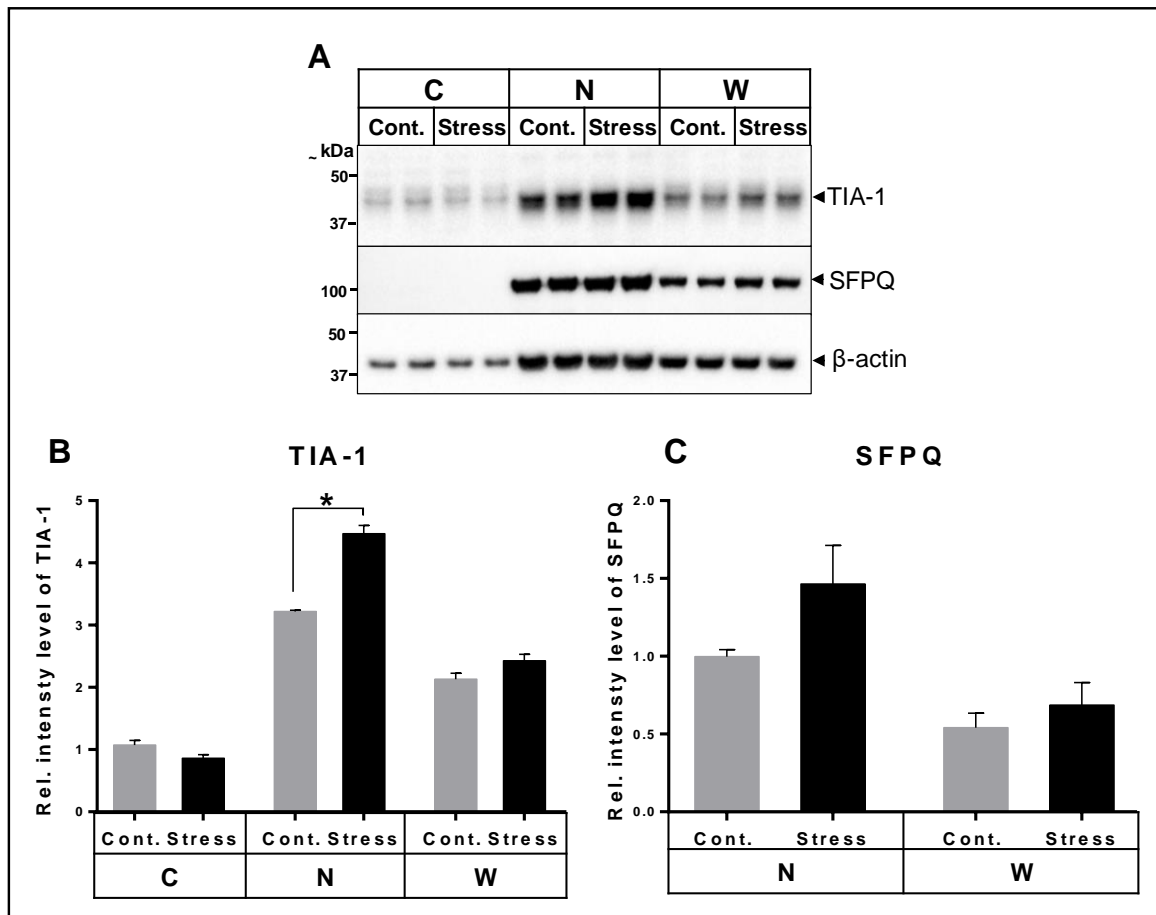 A
C N W
Cont. Stress Cont. Stress Cont. Stress
~ kDa
50
37
TIA-1
100
SFPQ
50
37
β-actin
B
TIA-1
Rel. intensty level of TIA-1
5
4
3
2
1
0
*
Cont. Stress Cont. Stress Cont. Stress
C N W
C
SFPQ
Rel. intensty level of SFPQ
2.0
1.5
1.0
0.5
0.0
Cont. Stress Cont. Stress
N W